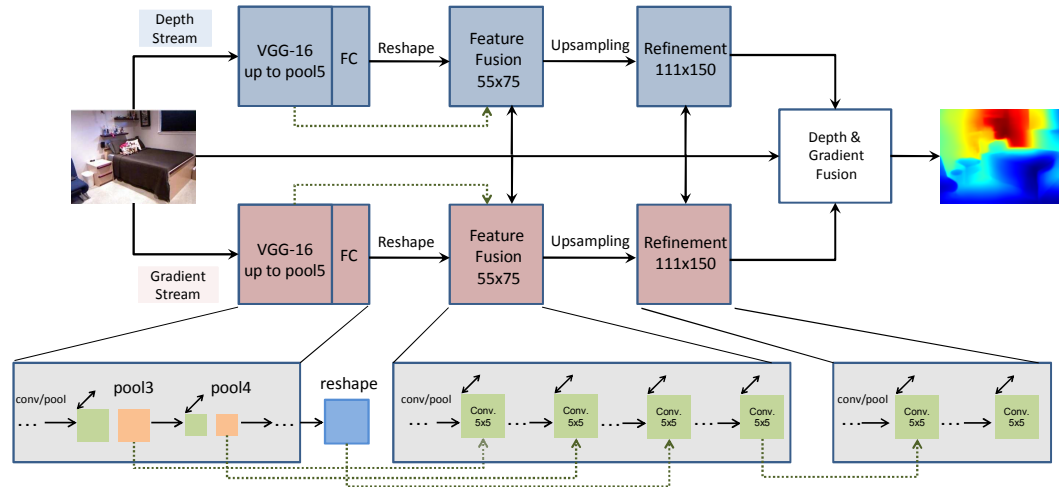 Depth
Stream
VGG-16
up to pool5
FC
Reshape
Feature
Fusion
55x75
Upsampling
Refinement
111x150
Depth &
Gradient
Fusion
VGG-16
up to pool5
FC
Reshape
Feature
Fusion
55x75
Upsampling
Refinement
111x150
Gradient
Stream
conv/pool
...
pool3
pool4
...
reshape
conv/pool
...
Conv.
5x5
...
Conv.
5x5
...
Conv.
5x5
...
Conv.
5x5
conv/pool
...
Conv.
5x5
...
Conv.
5x5